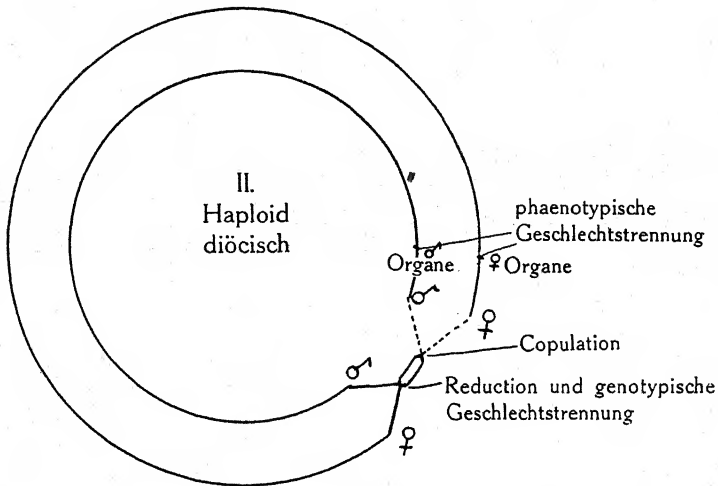 II.
Haploid
diöcisch
phaenotypische
Geschlechtstrennung
♂
Organe
♀ Organe
♂
♀
Copulation
♂
Reduction und genotypische
Geschlechtstrennung
♀